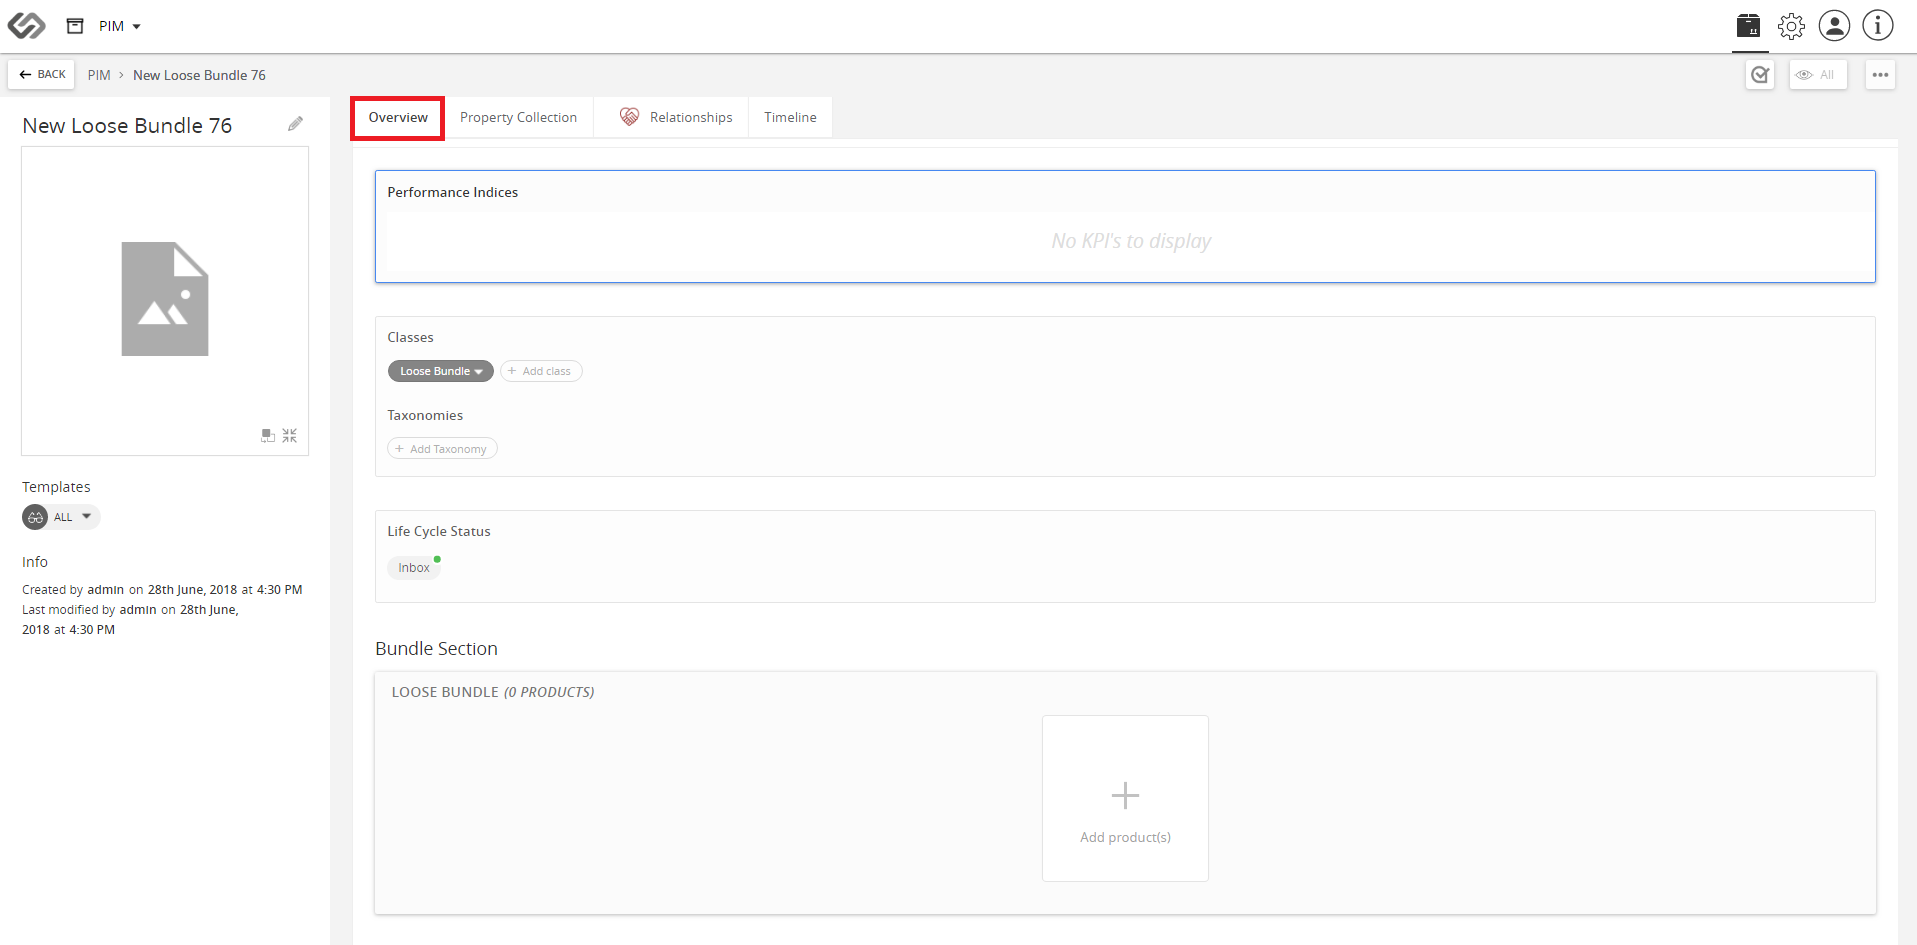 PIM
BACK PIM > New Loose Bundle 76 All
New Loose Bundle 76
Templates
ALL
Info
Created by admin on 28th June, 2018 at 4:30 PM
Last modified by admin on 28th June,
2018 at 4:30 PM
Overview Property Collection Relationships Timeline
Performance Indices
No KPI's to display
Classes
Loose Bundle + Add class
Taxonomies
+ Add Taxonomy
Life Cycle Status
Inbox
Bundle Section
LOOSE BUNDLE (0 PRODUCTS)
Add product(s)